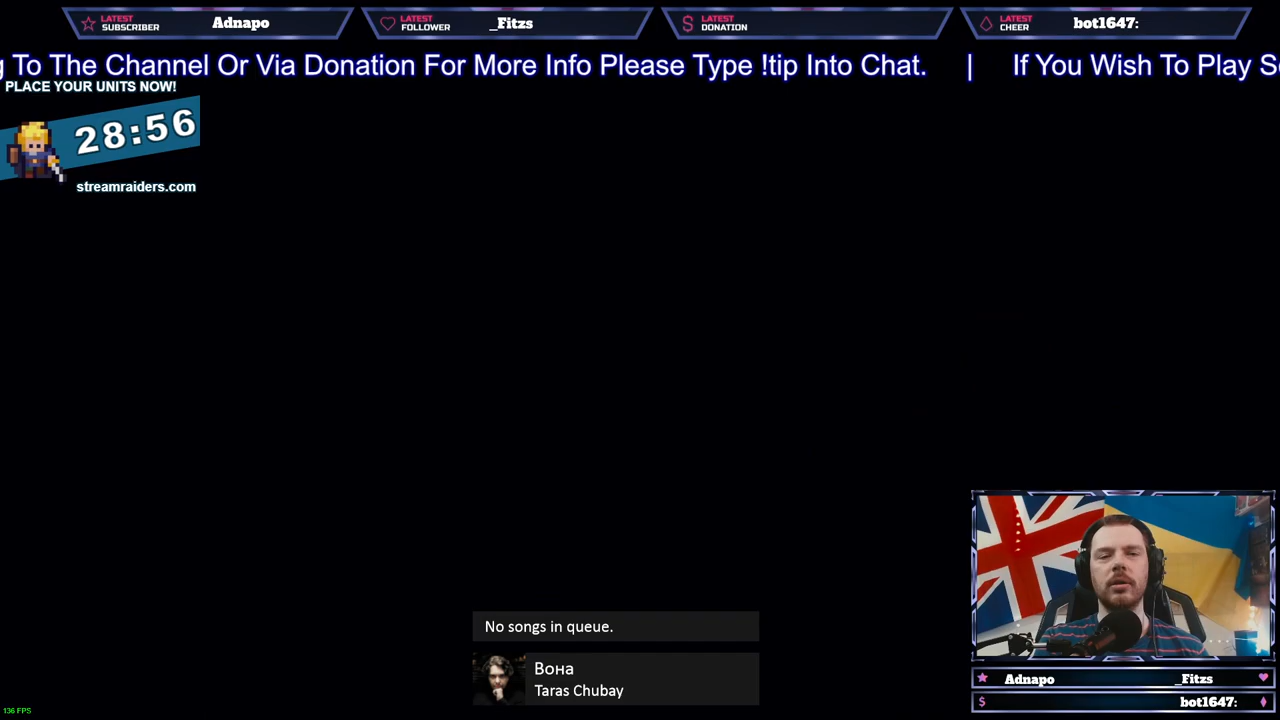 LATEST SUBSCRIBER Adnapo
LATEST FOLLOWER _Fitzs
LATEST DONATION
LATEST CHEER bot1647:
g To The Channel Or Via Donation For More Info Please Type !tip Into Chat. | If You Wish To Play S
PLACE YOUR UNITS NOW!
28:56
streamraiders.com
No songs in queue.
Вона
Taras Chubay
Adnapo _Fitzs
$ bot1647:
136 FPS